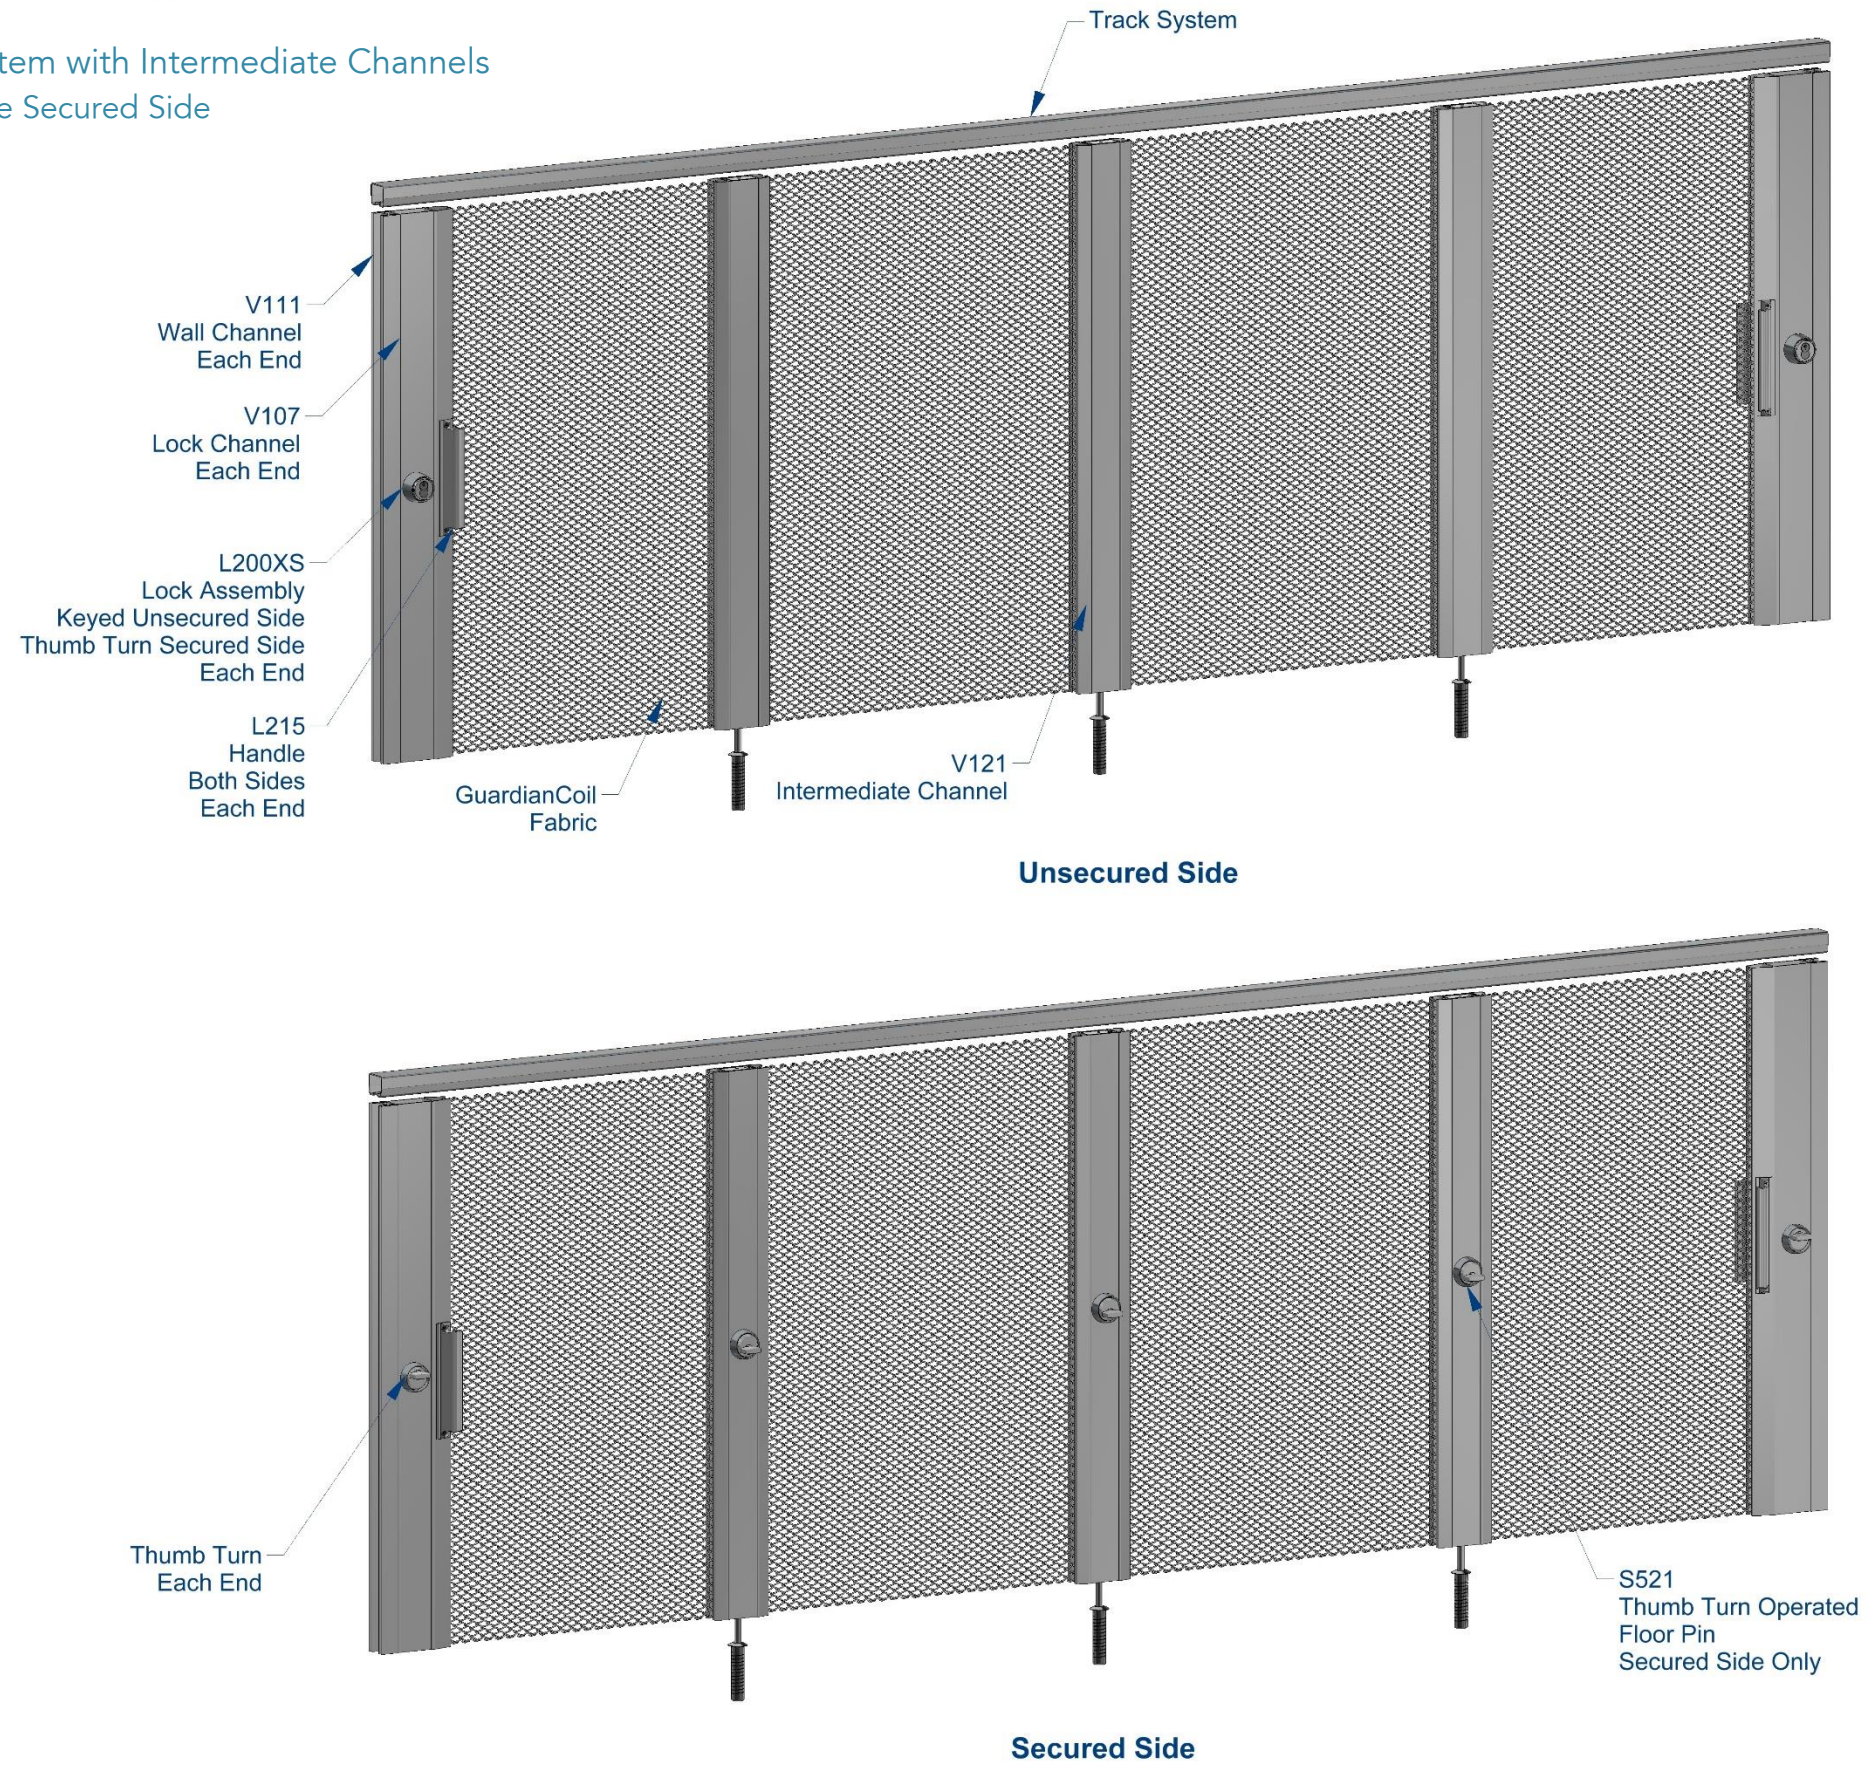 with Intermediate Channels
Secured Side
Track System
V111
Wall Channel
Each End
V107
Lock Channel
Each End
L200XS
Lock Assembly
Keyed Unsecured Side
Thumb Turn Secured Side
Each End
L215
Handle
Both Sides
Each End
GuardianCoil
Fabric
V121
Intermediate Channel
Unsecured Side
Thumb Turn
Each End
S521
Thumb Turn Operated
Floor Pin
Secured Side Only
Secured Side